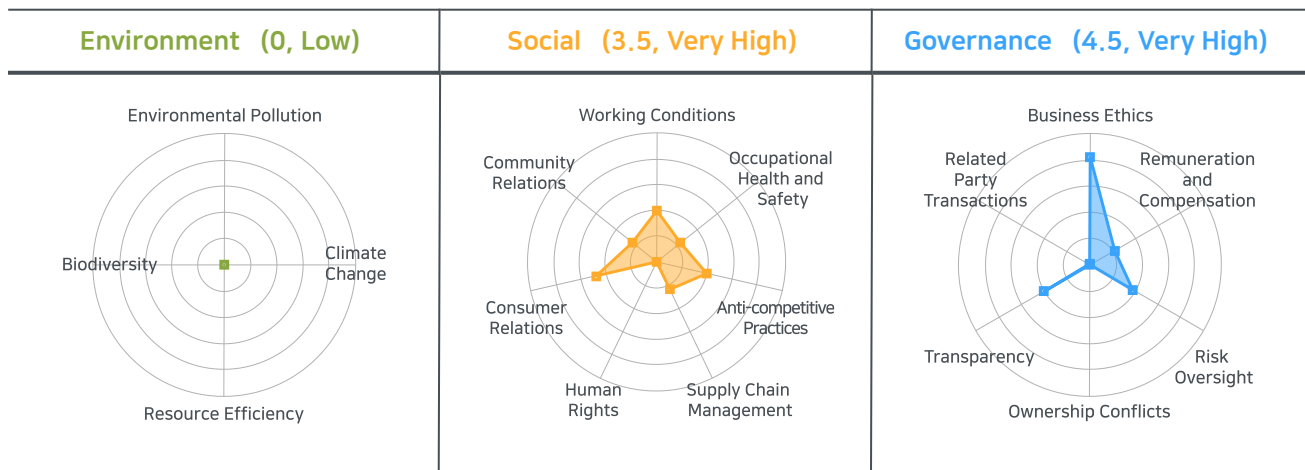 Environment (0, Low)
Social (3.5, Very High)
Governance (4.5, Very High)
Environmental Pollution
Climate
Change
Resource Efficiency
Biodiversity
Working Conditions
Occupational
Health and
Safety
Anti-competitive
Practices
Supply Chain
Management
Human
Rights
Consumer
Relations
Community
Relations
Business Ethics
Remuneration
and
Compensation
Risk
Oversight
Ownership Conflicts
Transparency
Related
Party
Transactions